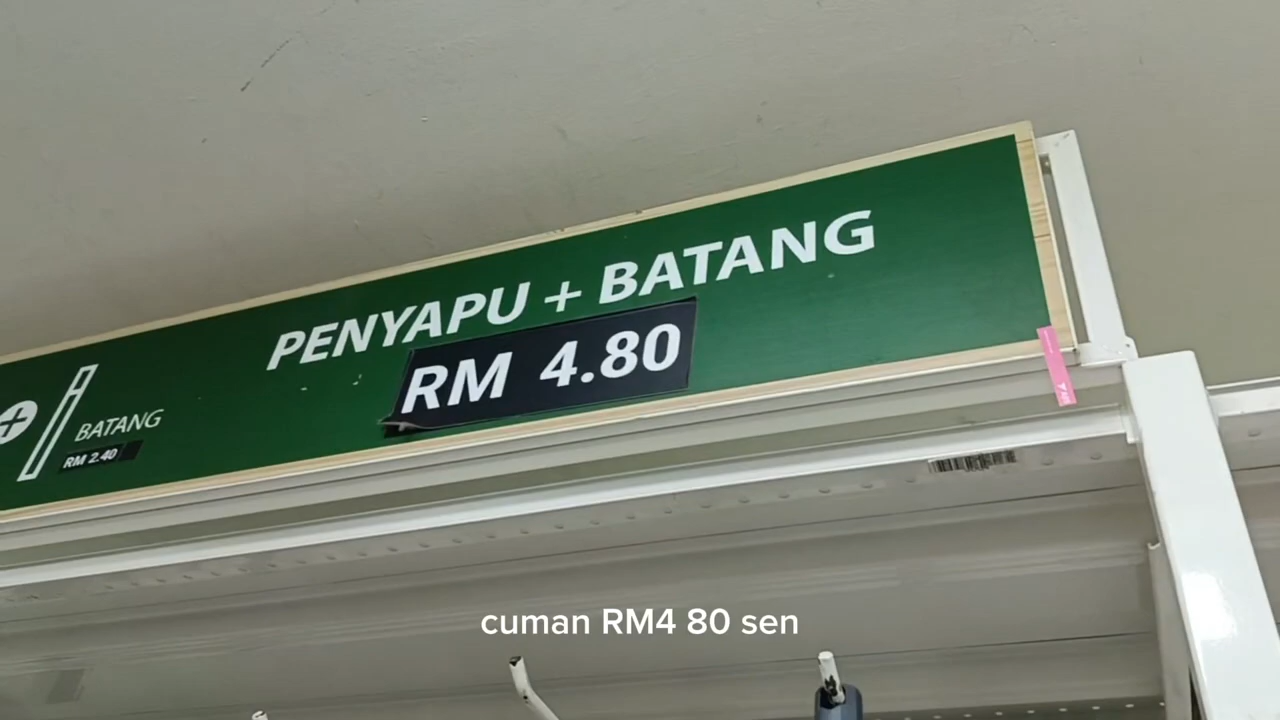 PENYAPU + BATANG
RM 4.80
+
BATANG
RM 2.40
cuman RM4 80 sen